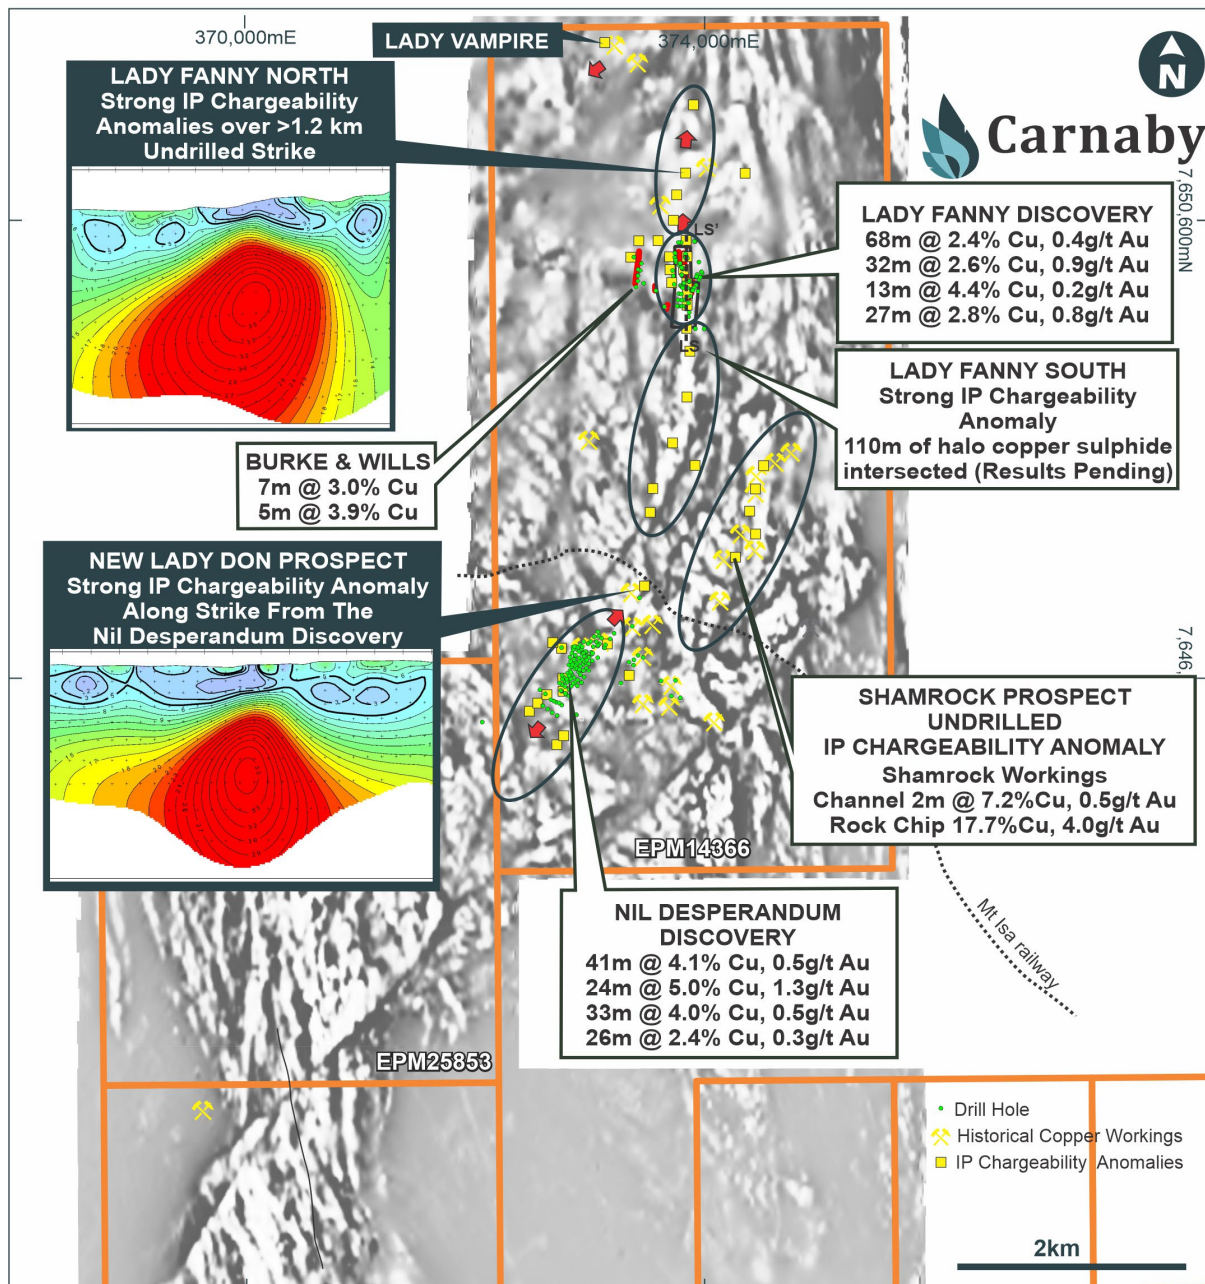 370,000mE
LADY VAMPIRE
374,000mE
N
LADY FANNY NORTH
Strong IP Chargeability
Anomalies over >1.2 km
Undrilled Strike
Carnaby
7,650,600mN
LADY FANNY DISCOVERY
68m @ 2.4% Cu, 0.4g/t Au
32m @ 2.6% Cu, 0.9g/t Au
13m @ 4.4% Cu, 0.2g/t Au
27m @ 2.8% Cu, 0.8g/t Au
LS'
LS
LADY FANNY SOUTH
Strong IP Chargeability
Anomaly
110m of halo copper sulphide
intersected (Results Pending)
BURKE & WILLS
7m @ 3.0% Cu
5m @ 3.9% Cu
NEW LADY DON PROSPECT
Strong IP Chargeability Anomaly
Along Strike From The
Nil Desperandum Discovery
7,646
SHAMROCK PROSPECT
UNDRILLED
IP CHARGEABILITY ANOMALY
Shamrock Workings
Channel 2m @ 7.2%Cu, 0.5g/t Au
Rock Chip 17.7%Cu, 4.0g/t Au
EPM14366
NIL DESPERANDUM
DISCOVERY
41m @ 4.1% Cu, 0.5g/t Au
24m @ 5.0% Cu, 1.3g/t Au
33m @ 4.0% Cu, 0.5g/t Au
26m @ 2.4% Cu, 0.3g/t Au
Mt Isa railway
EPM25853
Drill Hole
Historical Copper Workings
IP Chargeability Anomalies
2km